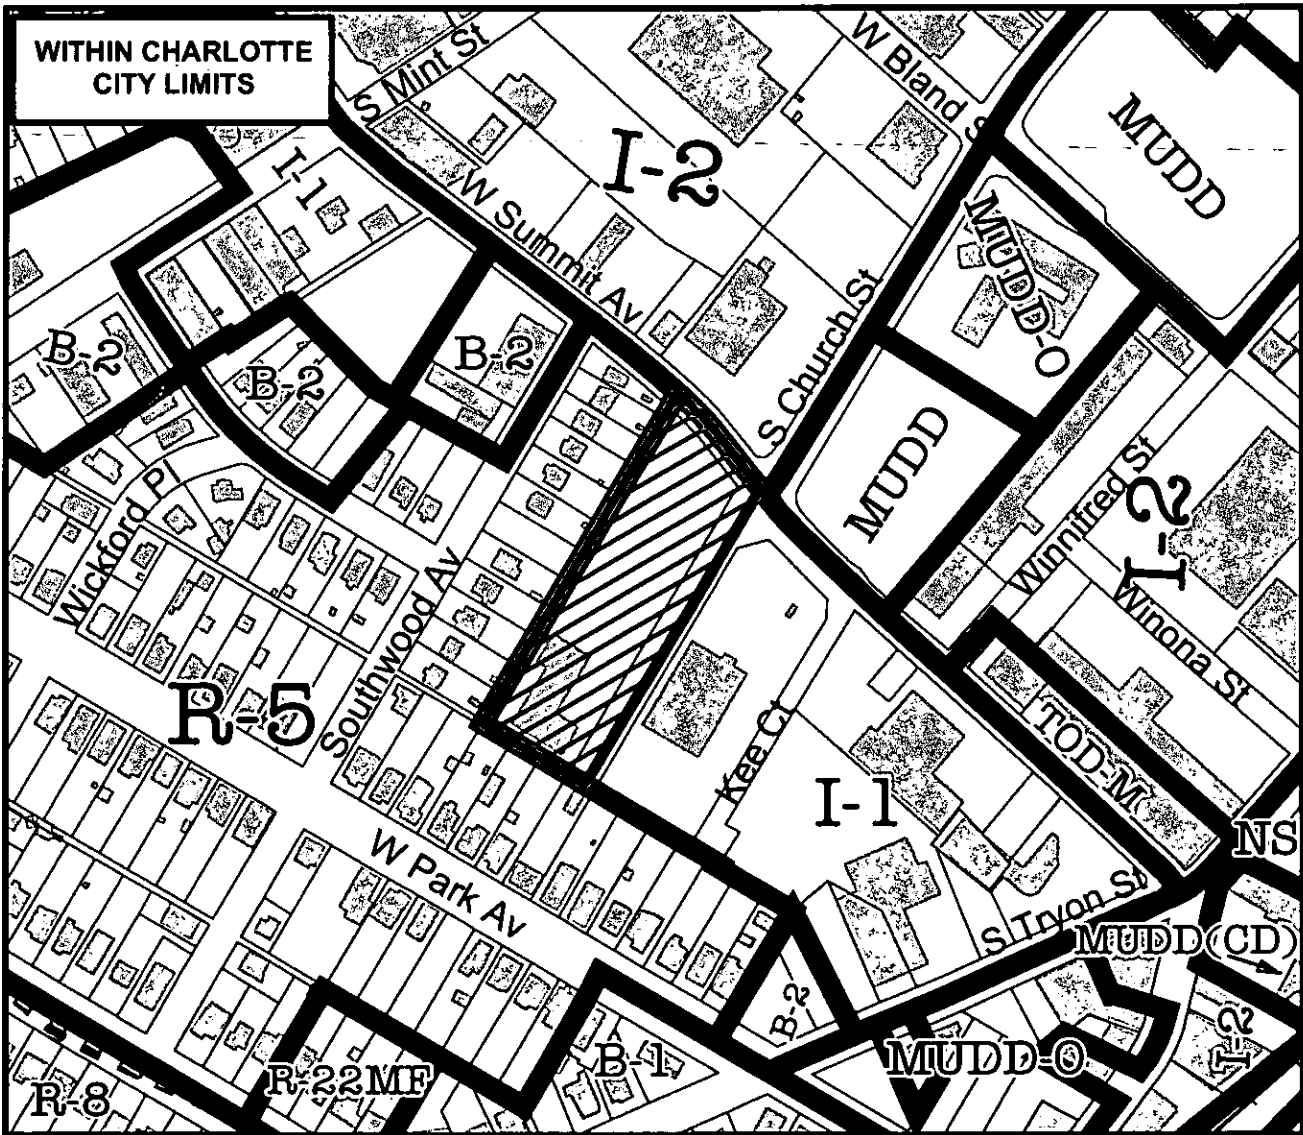 WITHIN CHARLOTTE
CITY LIMITS
S Mint St
W Bland S
MUDD
I-2
I-1
W Summit Av
MUDD-O
S Church St
B-2
B-2
B-2
MUDD
Winnifred St
I-2
Wickford Pl
Southwood Av
Winona St
R-5
Kee Ct
TOD-M
I-1
NS
W Park Av
S Tryon St
MUDD(CD)
B-2
I-2
MUDD-O
B-1
R-22MF
R-8